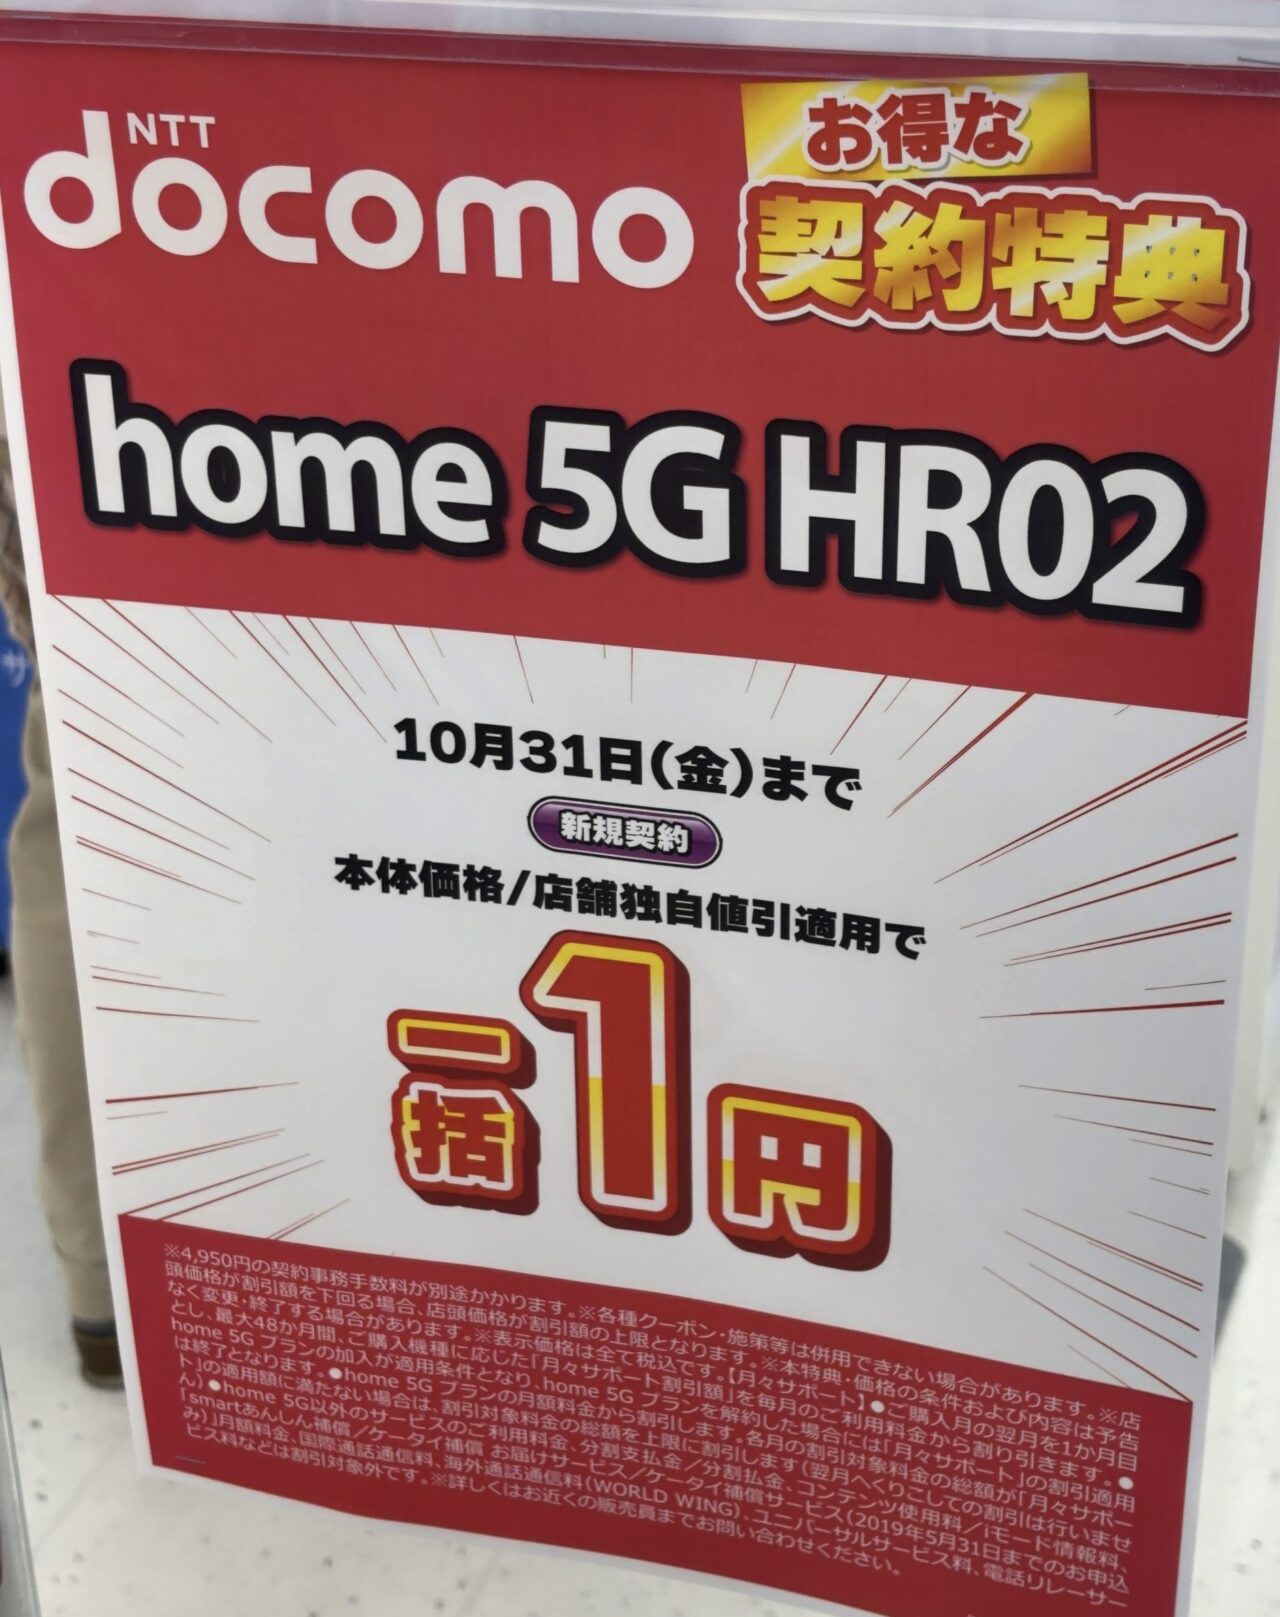 NTT
docomo
お得な
契約特典
home 5G HR02
10月31日(金)まで
新規契約
本体価格/店舗独自値引適用で
一括1円
※4,950円の契約事務手数料が別途かかります。※各種クーポン・施策等は併用できない場合があります。※店
頭価格が割引額を下回る場合、店頭価格が割引額の上限となります。※本特典・価格の条件および内容は予告
なく変更・終了する場合があります。※表示価格は全て税込です。【月々サポート】●ご購入月の翌月を1か月目
とし、最大48か月間、ご購入機種に応じた「月々サポート割引額」を毎月のご利用料金から割り引きます。●
home 5G プランの加入が適用条件となり、home 5G プランを解約した場合には「月々サポート」の割引適用
は終了となります。●home 5G プランの月額料金から割引します。各月の割引対象料金の総額が「月々サポー
ト」の適用額に満たない場合は、割引対象料金の総額を上限に割引します(翌月へくりこしての割引は行いませ
ん)●home 5G以外のサービスのご利用料金、分割支払金/分割払金、コンテンツ使用料/iモード情報料、
「smartあんしん補償/ケータイ補償 お届けサービス/ケータイ補償サービス(2019年5月31日までのお申込
み)」月額料金、国際通話通信料、海外通話通信料(WORLD WING)、ユニバーサルサービス料、電話リレーサー
ビス料などは割引対象外です。※詳しくはお近くの販売員までお問い合わせください。
サ